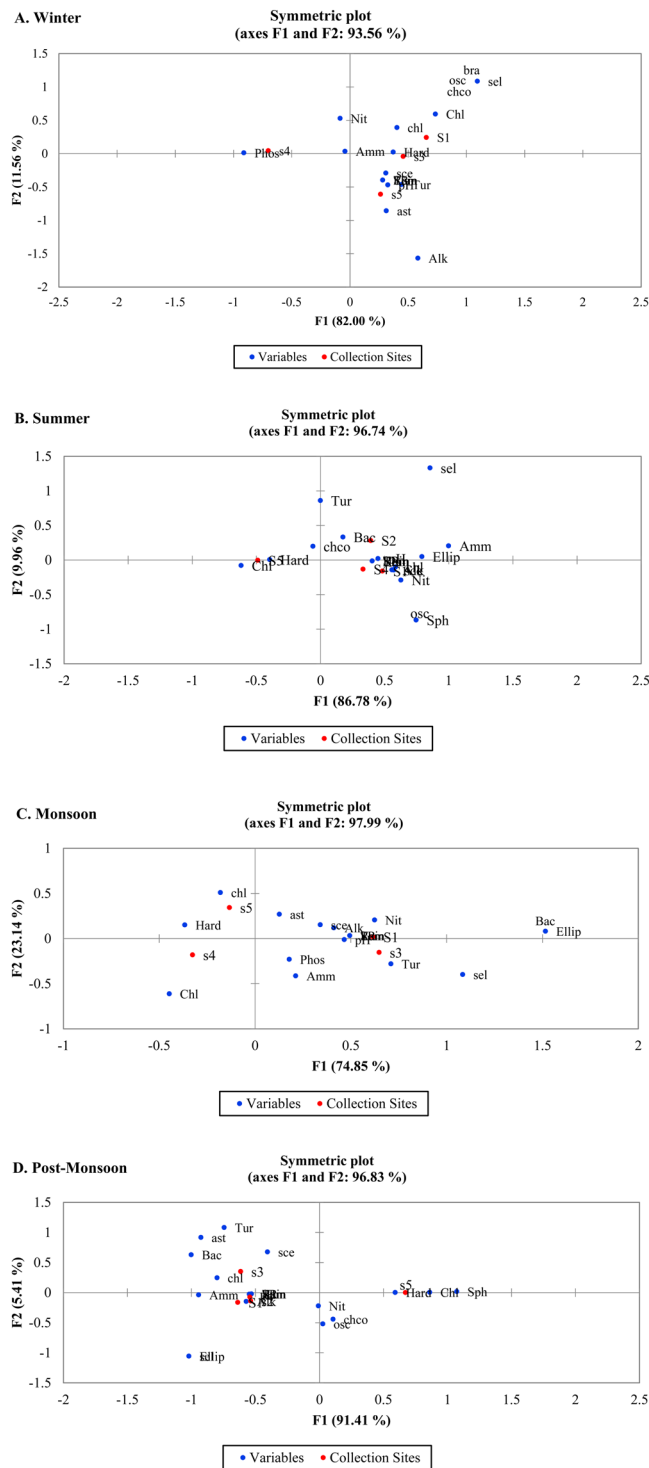 A. Winter
Symmetric plot
(axes F1 and F2: 93.56 %)
1.5
1
0.5
0
-0.5
-1
-1.5
-2
F2 (11.56 %)
bra
osc
sel
chco
Chl
Nit
chl
S1
Phos
s4
Amm
Hard
s3
sce
pH
Tur
s5
ast
Alk
-2.5
-2
-1.5
-1
-0.5
0
0.5
1
1.5
2
2.5
F1 (82.00 %)
Variables
Collection Sites
B. Summer
Symmetric plot
(axes F1 and F2: 96.74 %)
1.5
1
0.5
0
-0.5
-1
-1.5
F2 (9.96 %)
sel
Tur
Bac
S2
chco
Amm
Ellip
Chl
S5
Hard
S4
Nit
osc
Sph
-2
-1.5
-1
-0.5
0
0.5
1
1.5
2
2.5
F1 (86.78 %)
Variables
Collection Sites
C. Monsoon
Symmetric plot
(axes F1 and F2: 97.99 %)
1
0.5
0
-0.5
-1
F2 (23.14 %)
chl
s5
Hard
ast
sce
Alk
Nit
Bac
Ellip
pH
S1
s4
s3
Phos
Tur
Amm
sel
Chl
-1
-0.5
0
0.5
1
1.5
2
F1 (74.85 %)
Variables
Collection Sites
D. Post-Monsoon
Symmetric plot
(axes F1 and F2: 96.83 %)
1.5
1
0.5
0
-0.5
-1
-1.5
F2 (5.41 %)
Tur
ast
Bac
sce
s3
chl
Amm
s5
Hard
Chl
Sph
Nit
chco
osc
sel
Ellip
-2
-1.5
-1
-0.5
0
0.5
1
1.5
2
2.5
F1 (91.41 %)
Variables
Collection Sites